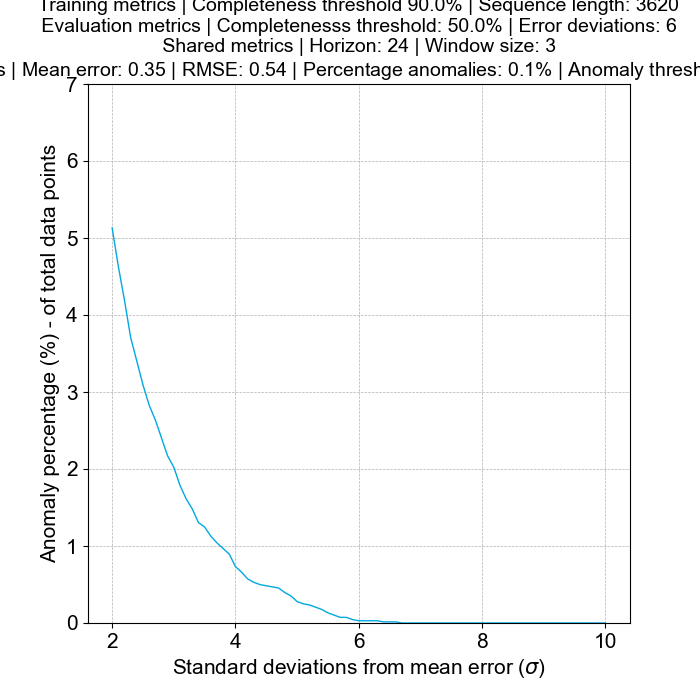 Training metrics | Completeness threshold 90.0% | Sequence length: 3620
Evaluation metrics | Completenesss threshold: 50.0% | Error deviations: 6
Shared metrics | Horizon: 24 | Window size: 3
| Mean error: 0.35 | RMSE: 0.54 | Percentage anomalies: 0.1% | Anomaly
7
6
5
4
3
2
1
0
Anomaly percentage (%) - of total data points
2 4 6 8 10
Standard deviations from mean error (σ)